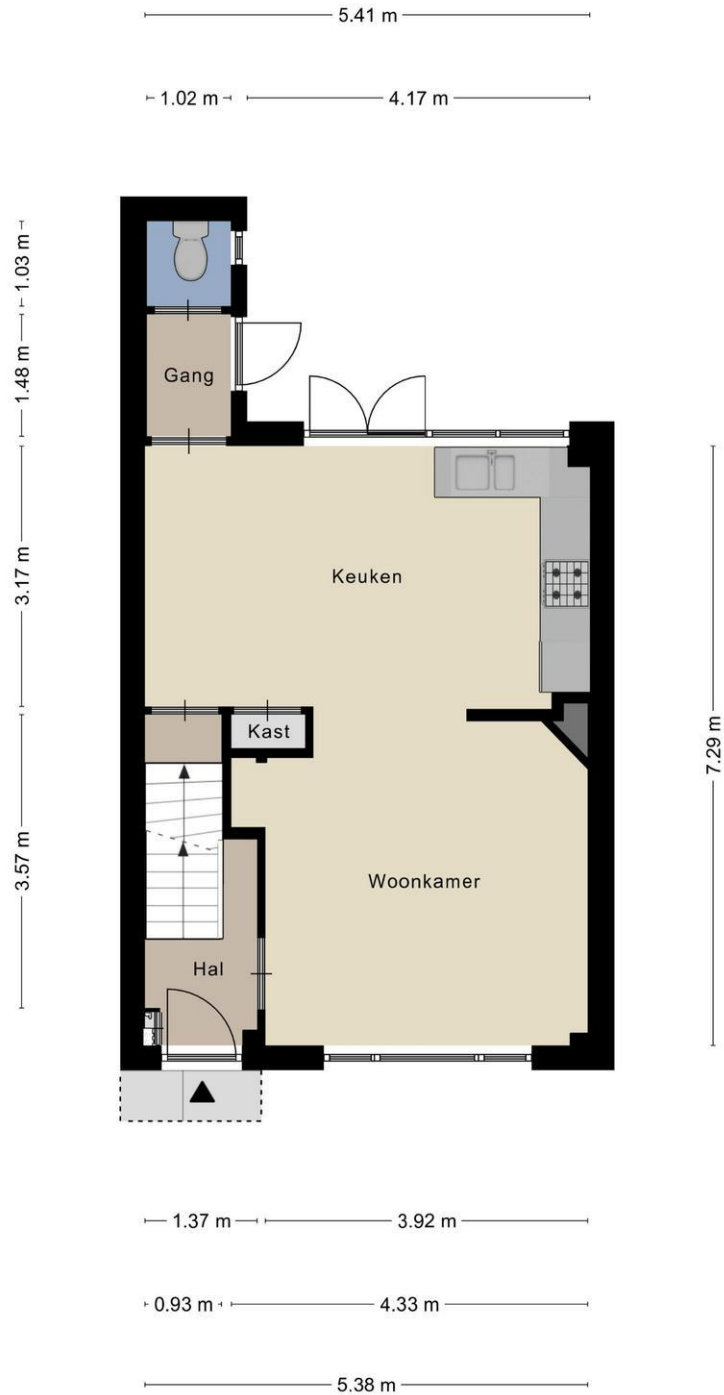 5.41 m
1.02 m
4.17 m
1.03 m
1.48 m
Gang
3.17 m
Keuken
7.29 m
Kast
3.57 m
Woonkamer
Hal
1.37 m
3.92 m
0.93 m
4.33 m
5.38 m